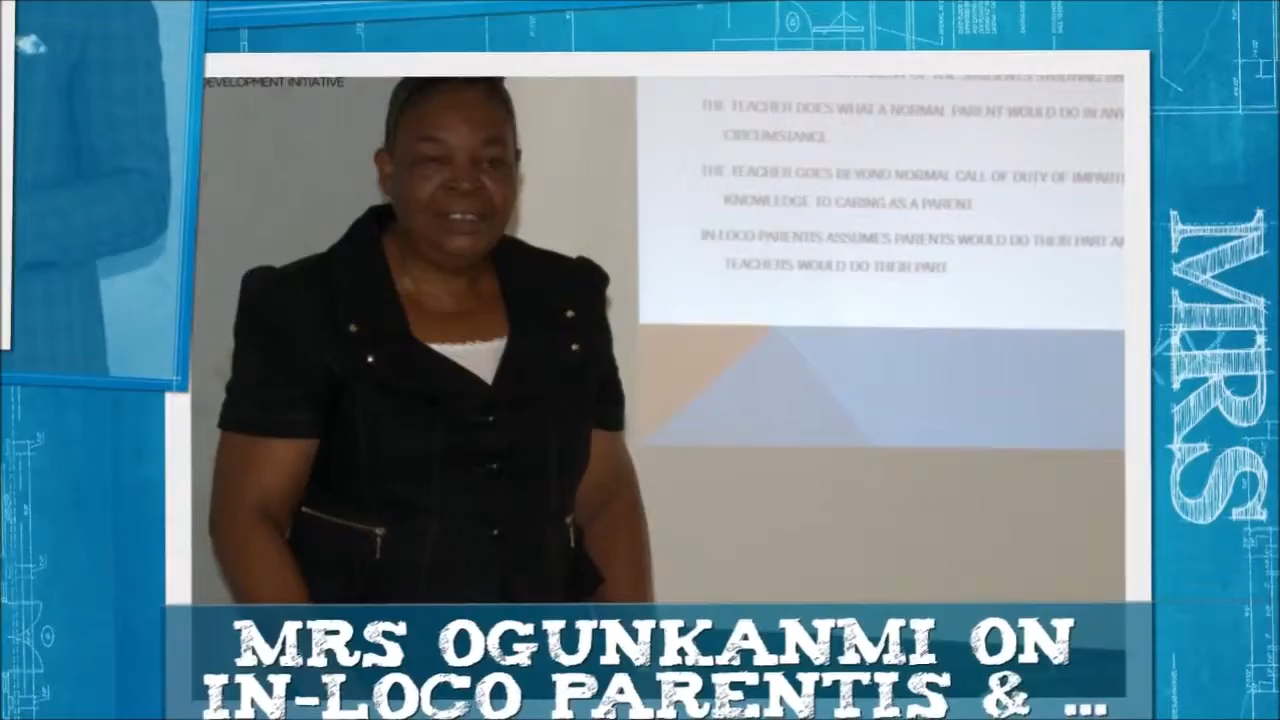 DEVELOPMENT INITIATIVE
THE TEACHER DOES WHAT A NORMAL PARENT WOULD DO IN ANY
CIRCUMSTANCE
THE TEACHER GOES BEYOND NORMAL CALL OF DUTY OF
KNOWLEDGE TO CARING AS A PARENT
IN LOCO PARENTIS ASSUMES PARENTS WOULD DO THEIR PART
TEACHERS WOULD DO THEIR PART
MRS
MRS OGUNKANMI ON
IN-LOCO PARENTIS & ...